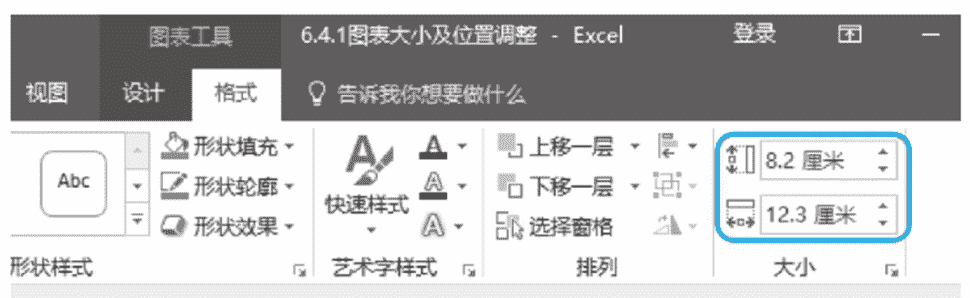 图表工具 6.4.1图表大小及位置调整 - Excel 登录
视图 设计 格式 告诉我你想要做什么
Abc
形状填充
形状轮廓
形状效果
形状样式
快速样式
艺术字样式
上移一层
下移一层
选择窗格
排列
8.2 厘米
12.3 厘米
大小